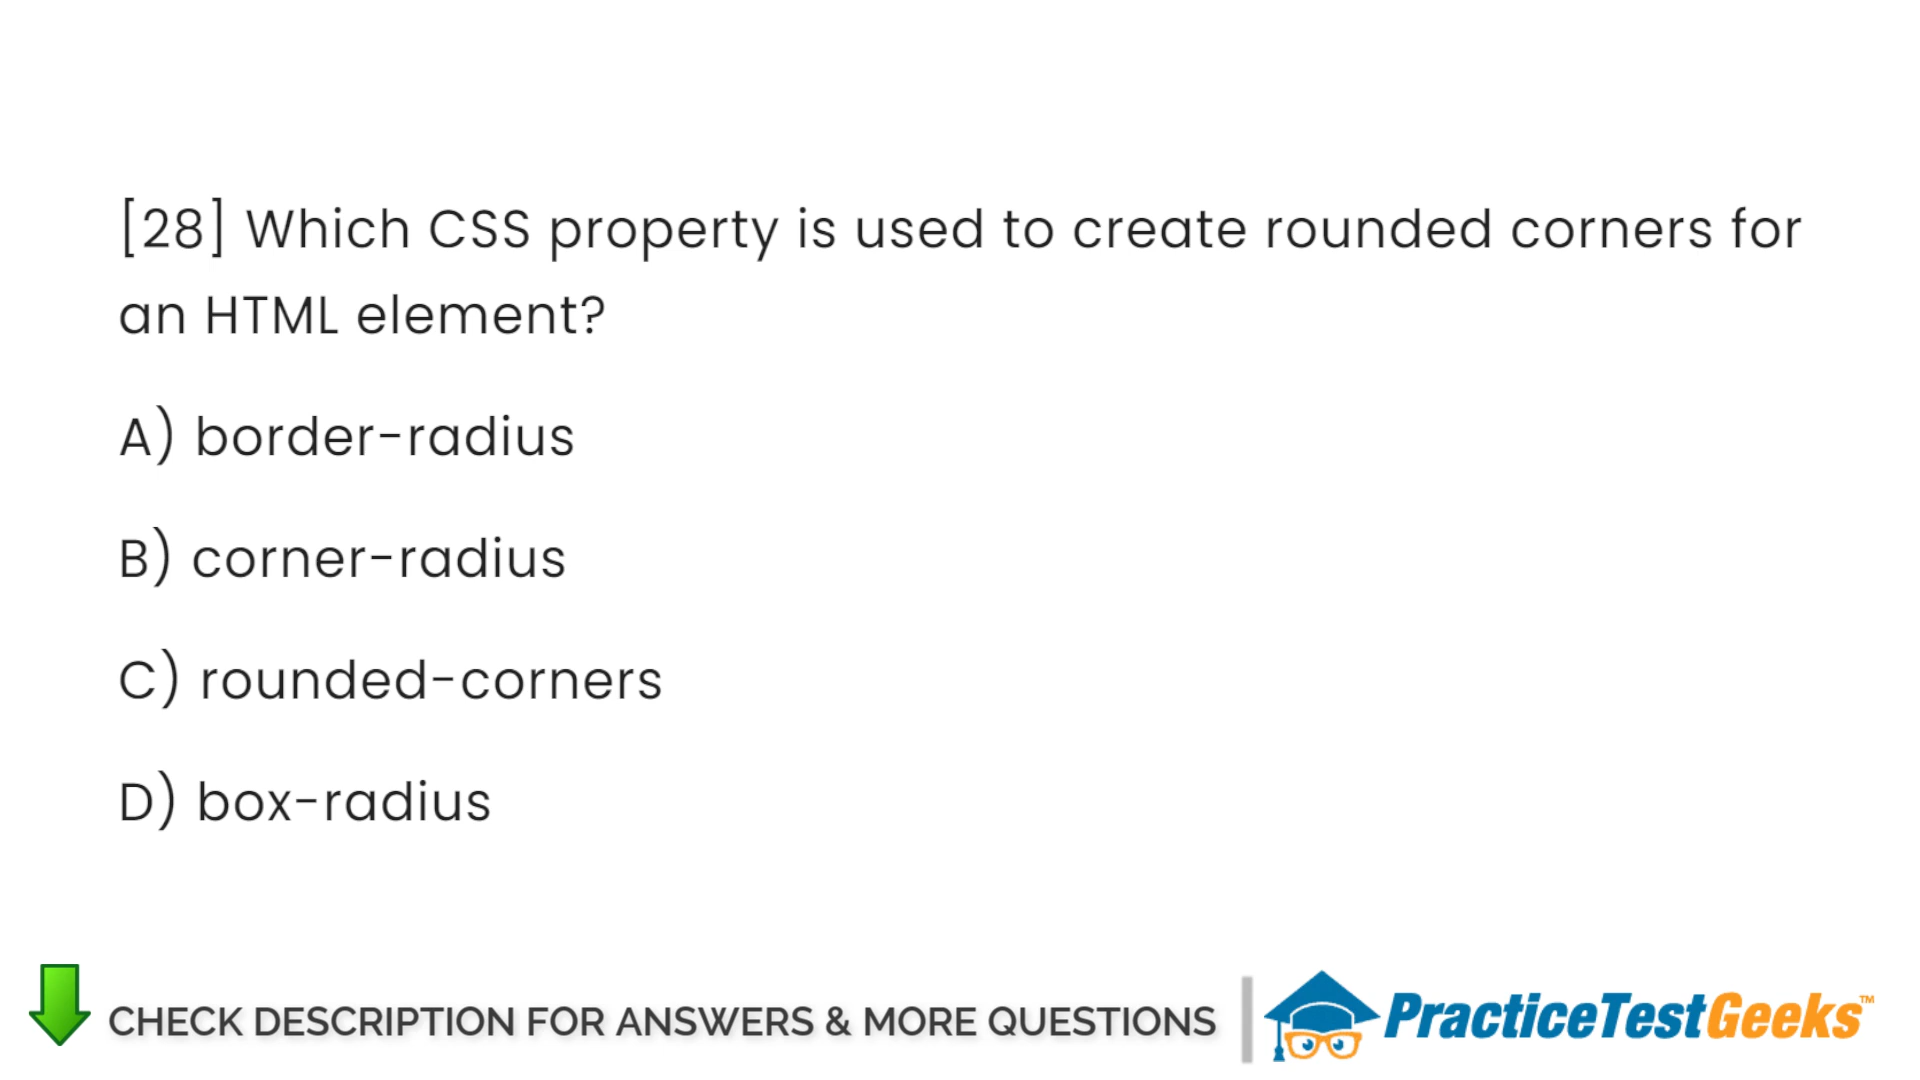 [28] Which CSS property is used to create rounded corners for
an HTML element?
A) border-radius
B) corner-radius
C) rounded-corners
D) box-radius
CHECK DESCRIPTION FOR ANSWERS & MORE QUESTIONS
PracticeTestGeeks™